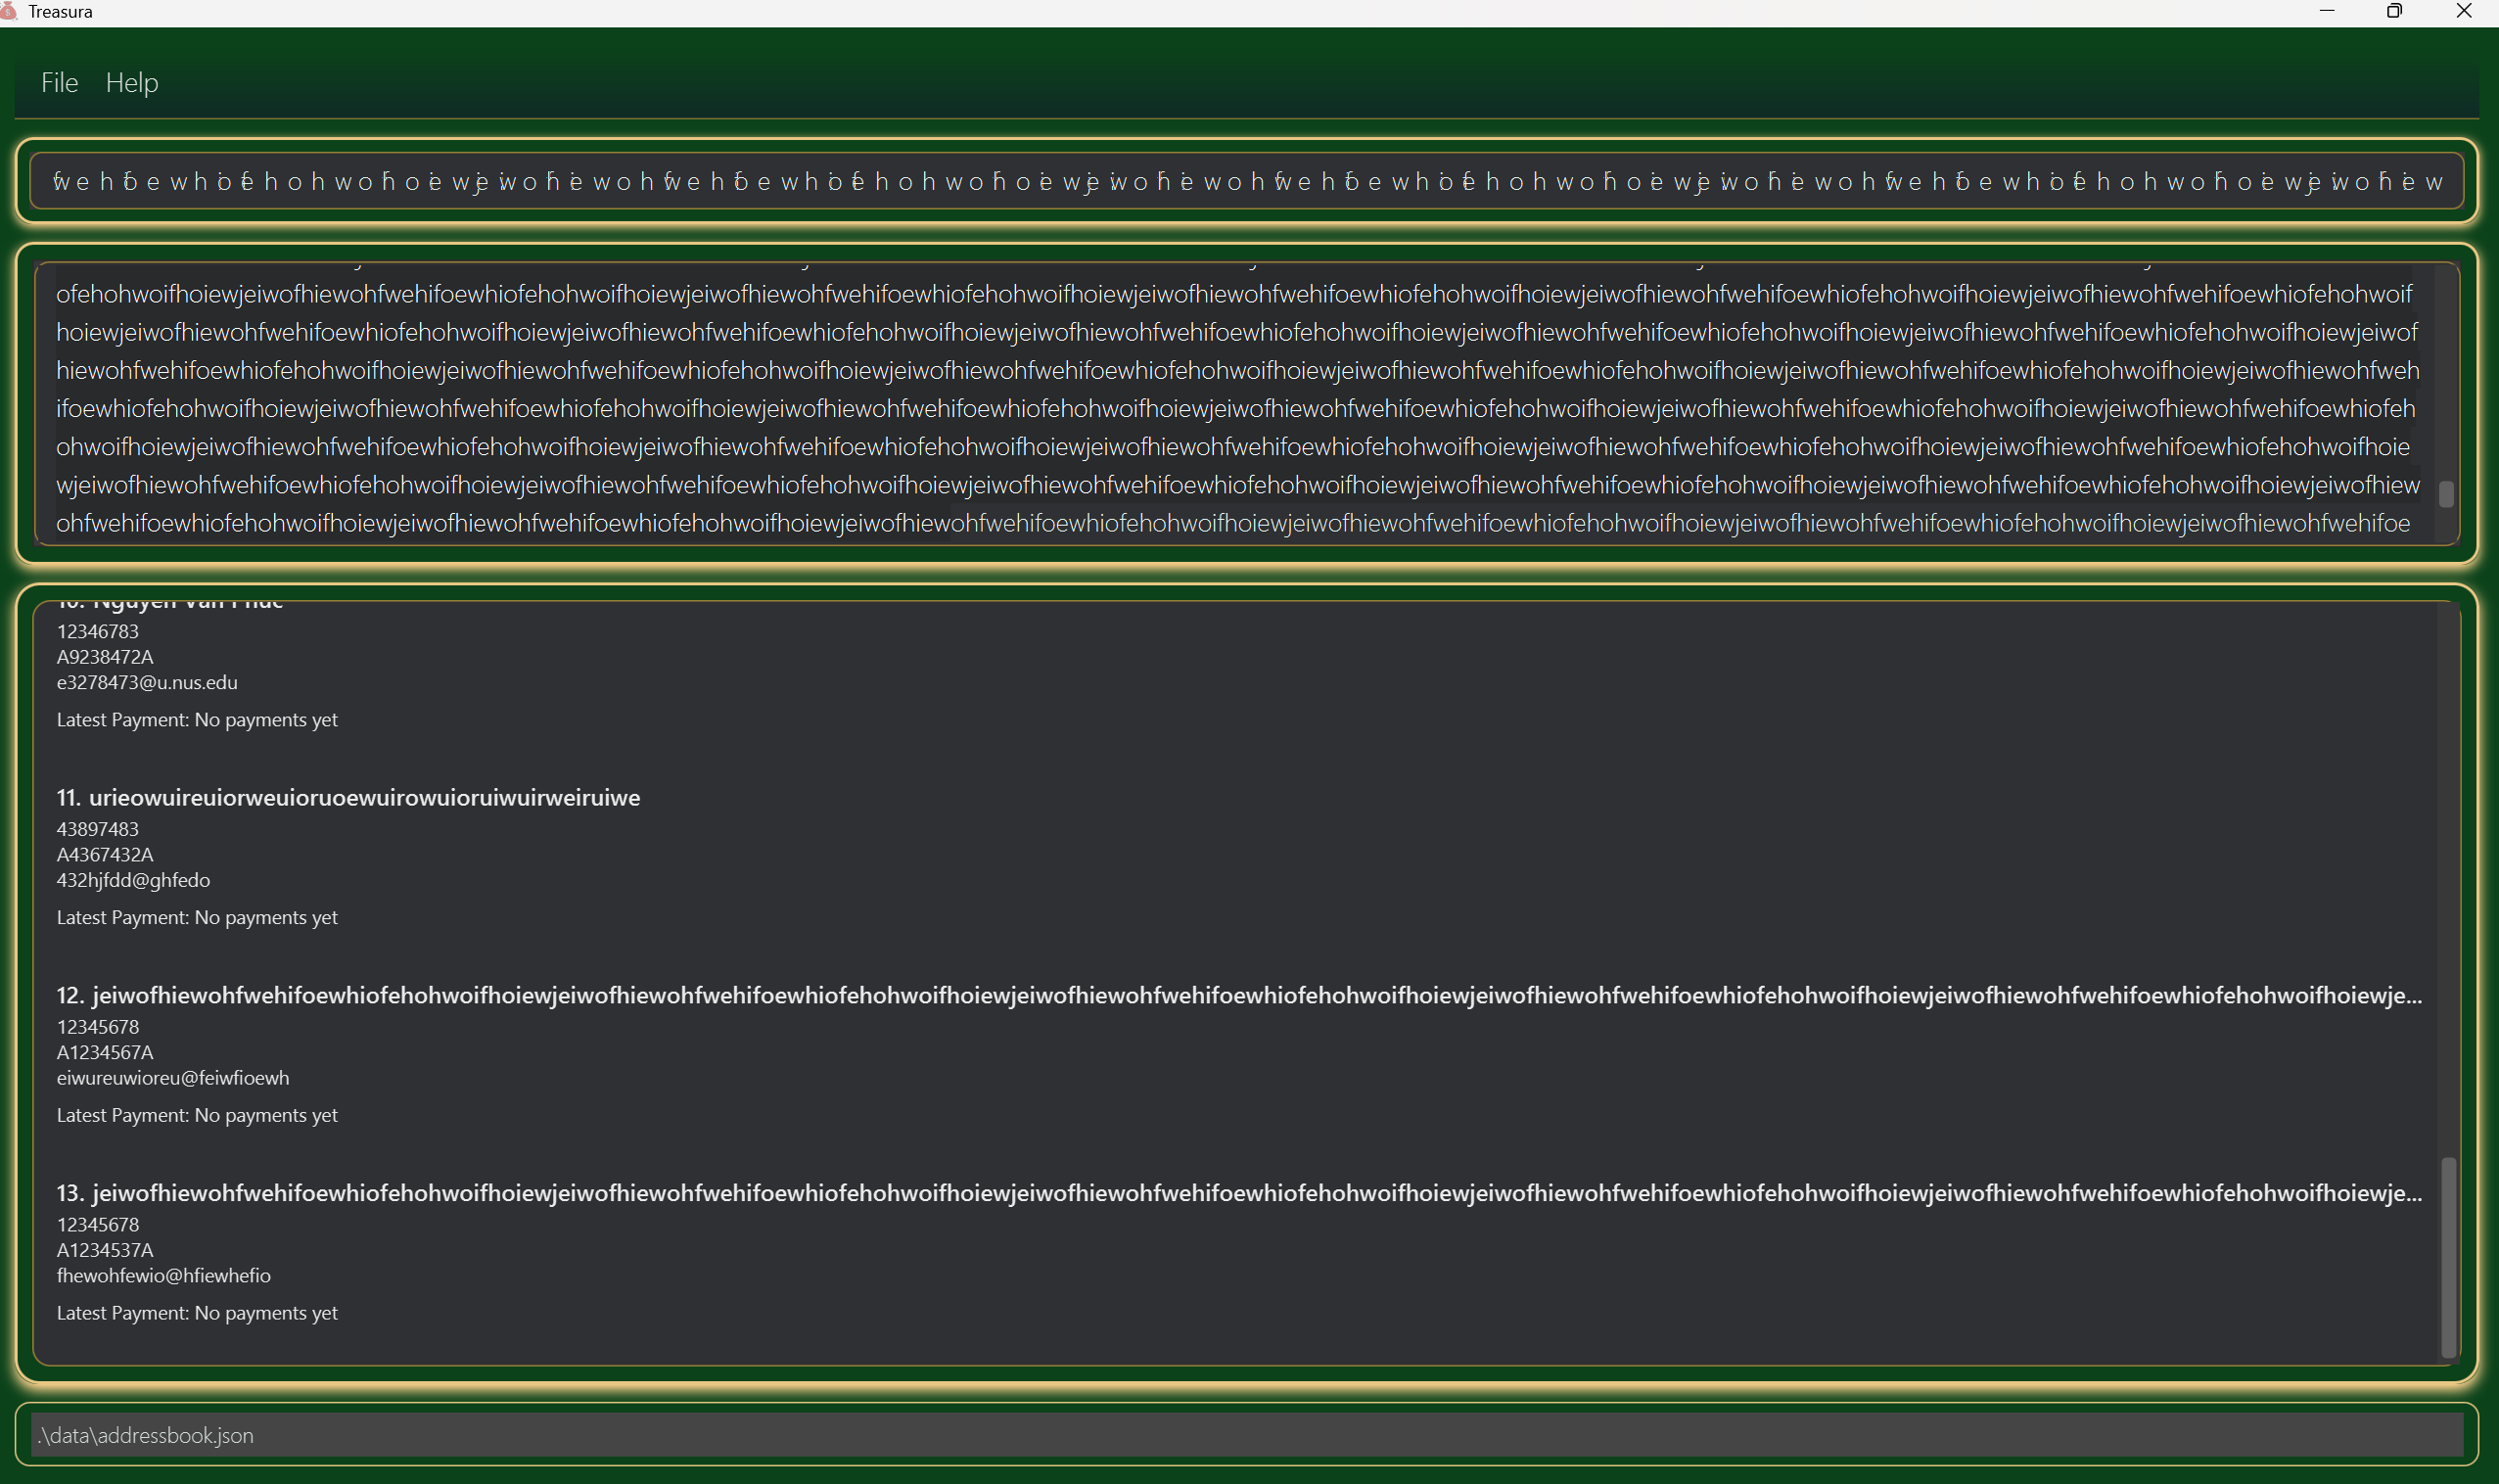 Treasura
File Help
ofehohwoifhoiewjeiwofhiewohfwehifoewhiofehohwoifhoiewjeiwofhiewohfwehifoewhiofehohwoifhoiewjeiwofhiewohfwehifoewhiofehohwoifhoiewjeiwofhiewohfwehifoewhiofehohwoifhoiewjeiwofhiewohfwehifoewhiofehohwoif
hoiewjeiwofhiewohfwehifoewhiofehohwoifhoiewjeiwofhiewohfwehifoewhiofehohwoifhoiewjeiwofhiewohfwehifoewhiofehohwoifhoiewjeiwofhiewohfwehifoewhiofehohwoifhoiewjeiwofhiewohfwehifoewhiofehohwoifhoiewjeiwof
hiewohfwehifoewhiofehohwoifhoiewjeiwofhiewohfwehifoewhiofehohwoifhoiewjeiwofhiewohfwehifoewhiofehohwoifhoiewjeiwofhiewohfwehifoewhiofehohwoifhoiewjeiwofhiewohfwehifoewhiofehohwoifhoiewjeiwofhiewohfweh
ifoewhiofehohwoifhoiewjeiwofhiewohfwehifoewhiofehohwoifhoiewjeiwofhiewohfwehifoewhiofehohwoifhoiewjeiwofhiewohfwehifoewhiofehohwoifhoiewjeiwofhiewohfwehifoewhiofehohwoifhoiewjeiwofhiewohfwehifoewhiofeh
ohwoifhoiewjeiwofhiewohfwehifoewhiofehohwoifhoiewjeiwofhiewohfwehifoewhiofehohwoifhoiewjeiwofhiewohfwehifoewhiofehohwoifhoiewjeiwofhiewohfwehifoewhiofehohwoifhoiewjeiwofhiewohfwehifoewhiofehohwoifhoie
wjeiwofhiewohfwehifoewhiofehohwoifhoiewjeiwofhiewohfwehifoewhiofehohwoifhoiewjeiwofhiewohfwehifoewhiofehohwoifhoiewjeiwofhiewohfwehifoewhiofehohwoifhoiewjeiwofhiewohfwehifoewhiofehohwoifhoiewjeiwofhiew
ohfwehifoewhiofehohwoifhoiewjeiwofhiewohfwehifoewhiofehohwoifhoiewjeiwofhiewohfwehifoewhiofehohwoifhoiewjeiwofhiewohfwehifoewhiofehohwoifhoiewjeiwofhiewohfwehifoewhiofehohwoifhoiewjeiwofhiewohfwehifoe
10. Nguyen Van Phuc
12346783
A9238472A
e3278473@u.nus.edu
Latest Payment: No payments yet
11. urieowuireuiorweuioruoewuirowuioruiwuirweiruiwe
43897483
A4367432A
432hjfdd@ghfedo
Latest Payment: No payments yet
12. jeiwofhiewohfwehifoewhiofehohwoifhoiewjeiwofhiewohfwehifoewhiofehohwoifhoiewjeiwofhiewohfwehifoewhiofehohwoifhoiewjeiwofhiewohfwehifoewhiofehohwoifhoiewjeiwofhiewohfwehifoewhiofehohwoifhoiewje...
12345678
A1234567A
eiwureuwioreu@feiwfioewh
Latest Payment: No payments yet
13. jeiwofhiewohfwehifoewhiofehohwoifhoiewjeiwofhiewohfwehifoewhiofehohwoifhoiewjeiwofhiewohfwehifoewhiofehohwoifhoiewjeiwofhiewohfwehifoewhiofehohwoifhoiewjeiwofhiewohfwehifoewhiofehohwoifhoiewje...
12345678
A1234537A
fhewohfewio@hfiewhefio
Latest Payment: No payments yet
.\data\addressbook.json